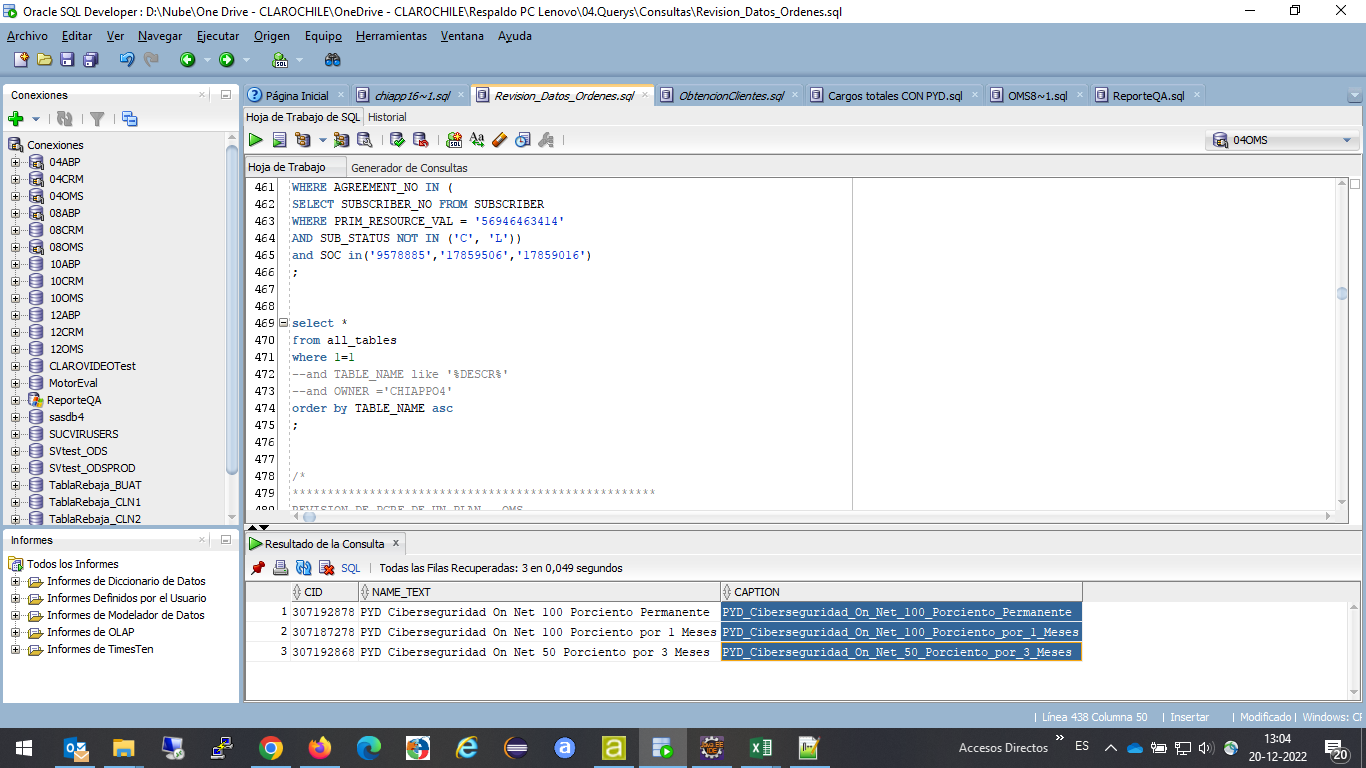 Oracle SQL Developer : D:\Nube\One Drive - CLAROCHILE\OneDrive - CLAROCHILE\Respaldo PC Lenovo\04.Querys\Consultas\Revision_Datos_Ordenes.sql
Archivo Editar Ver Navegar Ejecutar Origen Equipo Herramientas Ventana Ayuda
Conexiones
Página Inicial
chiapp16~1.sql
Revision_Datos_Ordenes.sql
ObtencionClientes.sql
Cargos totales CON PYD.sql
OMS8~1.sql
ReporteQA.sql
Hoja de Trabajo de SQL Historial
04OMS
Hoja de Trabajo Generador de Consultas
Conexiones
04ABP
04CRM
04OMS
08ABP
08CRM
08OMS
10ABP
10CRM
10OMS
12ABP
12CRM
12OMS
CLAROVIDEOTest
MotorEval
ReporteQA
sasdb4
SUCVIRUSERS
SVtest_ODS
SVtest_ODSPROD
TablaRebaja_BUAT
TablaRebaja_CLN1
TablaRebaja_CLN2
461 WHERE AGREEMENT_NO IN (
462 SELECT SUBSCRIBER_NO FROM SUBSCRIBER
463 WHERE PRIM_RESOURCE_VAL = '56946463414'
464 AND SUB_STATUS NOT IN ('C', 'L'))
465 and SOC in('9578885','17859506','17859016')
466 ;
467
468
469 select *
470 from all_tables
471 where 1=1
472 --and TABLE_NAME like '%DESCR%'
473 --and OWNER ='CHIAPPO4'
474 order by TABLE_NAME asc
475 ;
476
477
478 /*
479 ****************************************************
480 REVISION DE PCRF DE UN PLAN OMS
Informes
Todos los Informes
Informes de Diccionario de Datos
Informes Definidos por el Usuario
Informes de Modelador de Datos
Informes de OLAP
Informes de TimesTen
Resultado de la Consulta x
SQL | Todas las Filas Recuperadas: 3 en 0,049 segundos
CID NAME_TEXT CAPTION
1 307192878 PYD Ciberseguridad On Net 100 Porciento Permanente PYD_Ciberseguridad_On_Net_100_Porciento_Permanente
2 307187278 PYD Ciberseguridad On Net 100 Porciento por 1 Meses PYD_Ciberseguridad_On_Net_100_Porciento_por_1_Meses
3 307192868 PYD Ciberseguridad On Net 50 Porciento por 3 Meses PYD_Ciberseguridad_On_Net_50_Porciento_por_3_Meses
| Línea 438 Columna 50 | Insertar | Modificado | Windows: CF
Accesos Directos » ES 13:04
20-12-2022
20